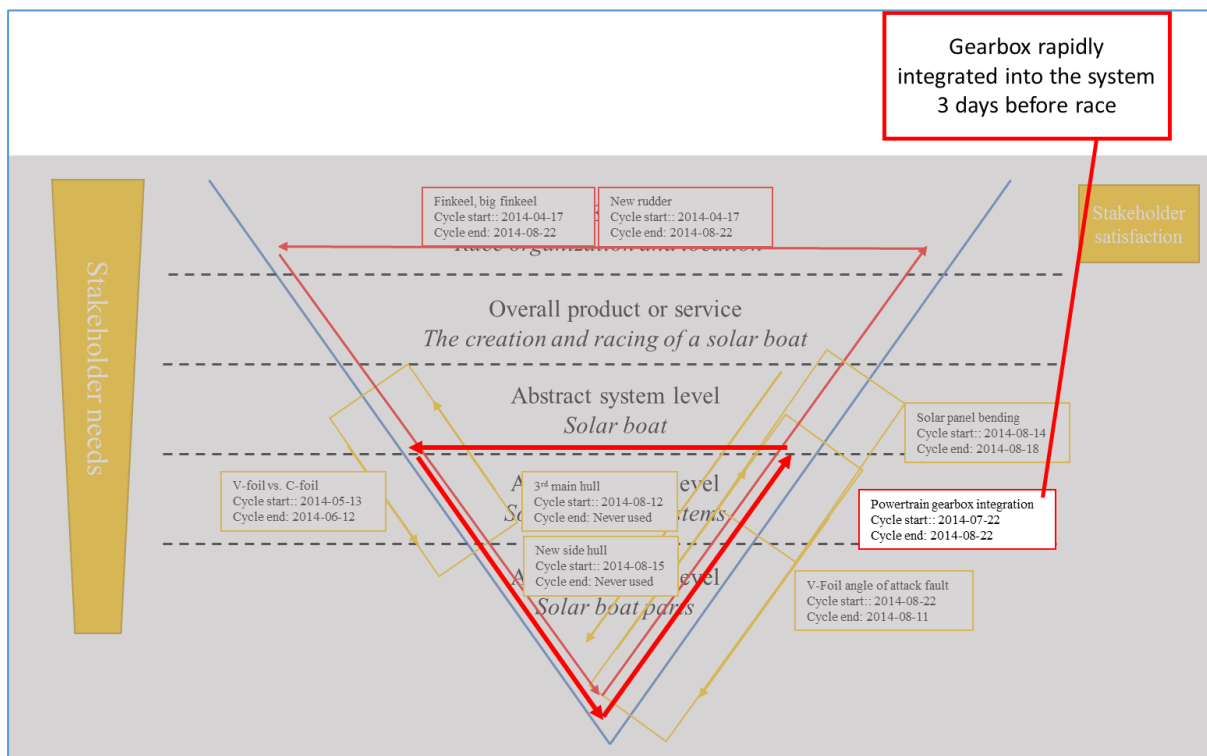 Gearbox rapidly
integrated into the system
3 days before race
Stakeholder needs
Finkeel, big finkeel
Cycle start:: 2014-04-17
Cycle end: 2014-08-22
New rudder
Cycle start:: 2014-04-17
Cycle end: 2014-08-22
Race organization and location
Stakeholder
satisfaction
Overall product or service
The creation and racing of a solar boat
Abstract system level
Solar boat
Solar panel bending
Cycle start:: 2014-08-14
Cycle end: 2014-08-18
V-foil vs. C-foil
Cycle start:: 2014-05-13
Cycle end: 2014-06-12
3rd main hull
Cycle start:: 2014-08-12
Cycle end: Never used
level
Powertrain gearbox integration
Cycle start:: 2014-07-22
Cycle end: 2014-08-22
New side hull
Cycle start:: 2014-08-15
Cycle end: Never used
level
Solar boat parts
V-Foil angle of attack fault
Cycle start:: 2014-08-22
Cycle end: 2014-08-11